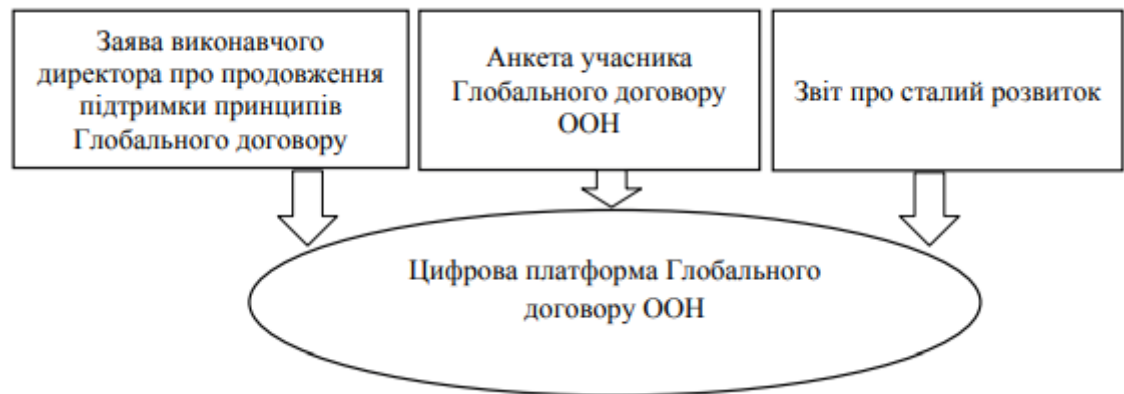 Заява виконавчого
директора про продовження
підтримки принципів
Глобального договору
Анкета учасника
Глобального договору
ООН
Звіт про сталий розвиток
Цифрова платформа Глобального
договору ООН